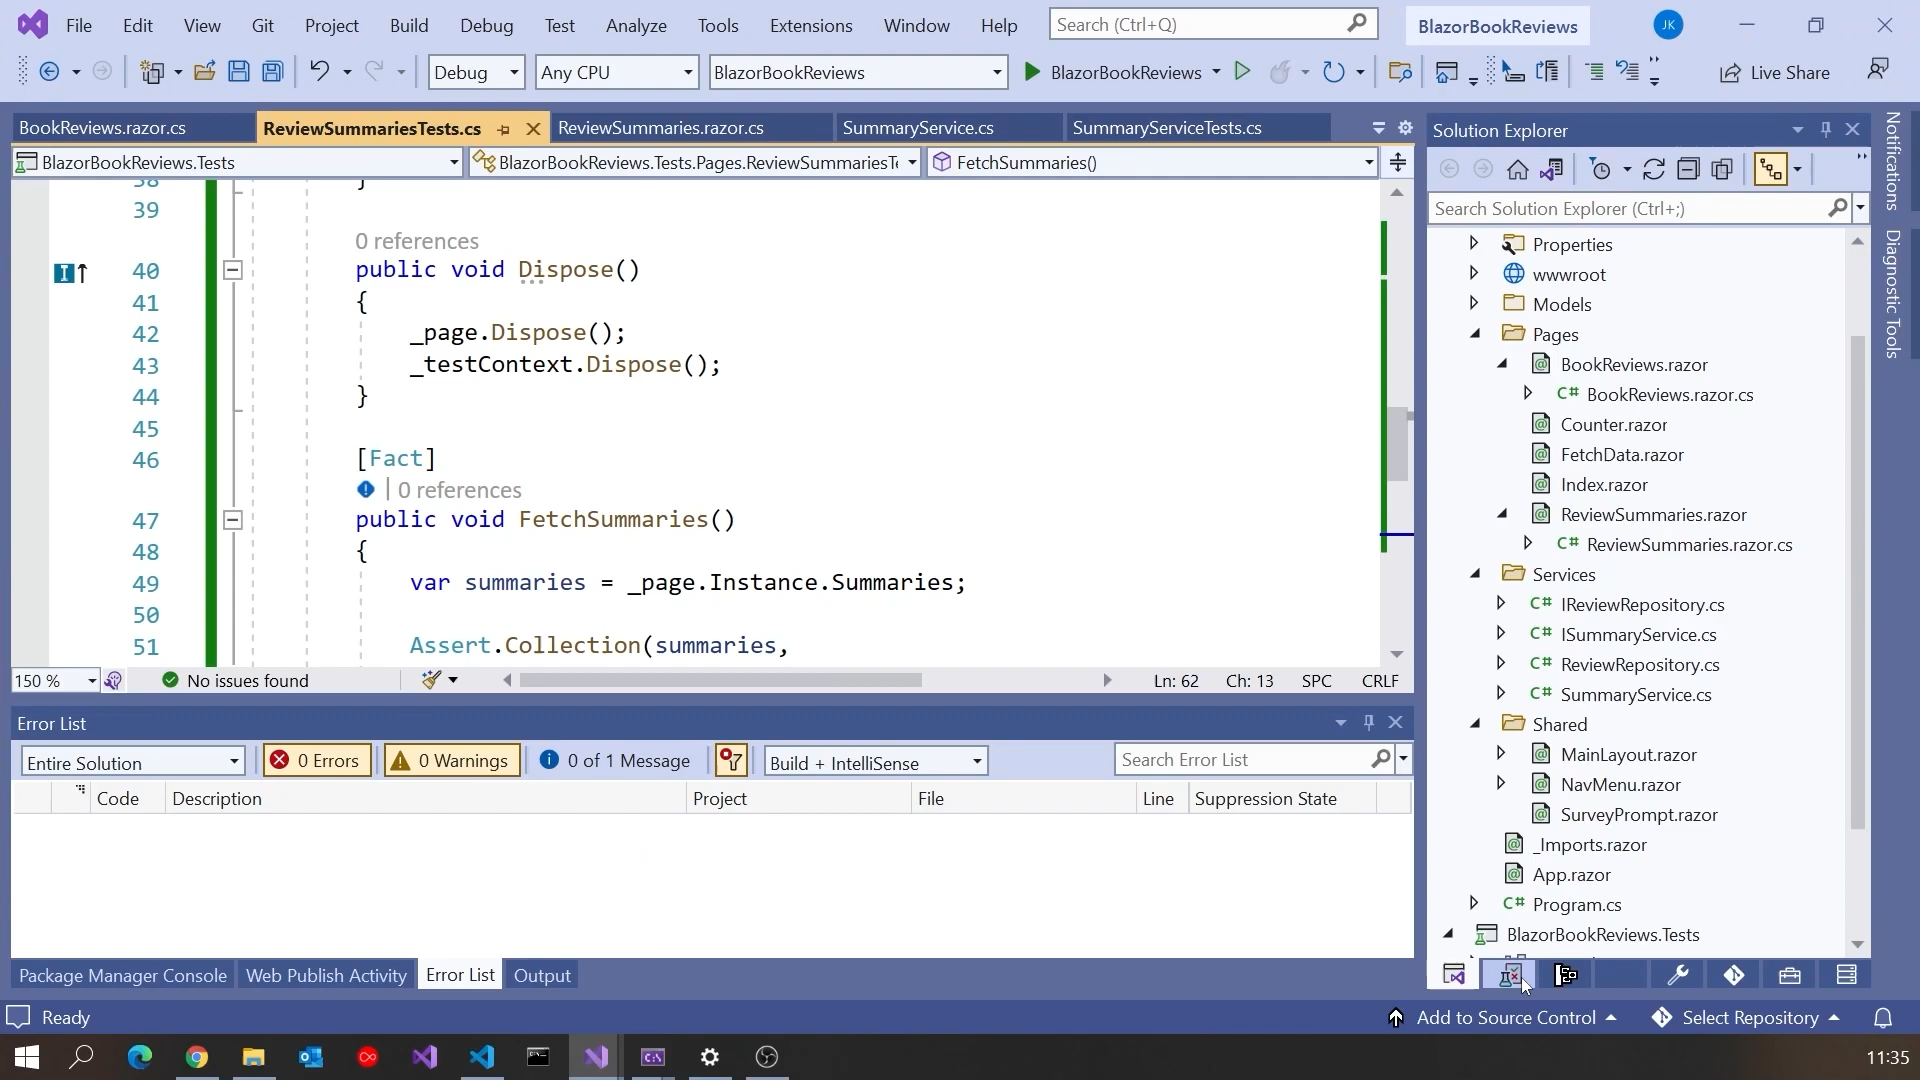 File Edit View Git Project Build Debug Test Analyze Tools Extensions Window Help Search (Ctrl+Q) BlazorBookReviews JK
Debug Any CPU BlazorBookReviews BlazorBookReviews Live Share
BookReviews.razor.cs ReviewSummariesTests.cs ReviewSummaries.razor.cs SummaryService.cs SummaryServiceTests.cs
BlazorBookReviews.Tests BlazorBookReviews.Tests.Pages.ReviewSummariesTe FetchSummaries()
38 }
39
0 references
40 public void Dispose()
41 {
42 _page.Dispose();
43 _testContext.Dispose();
44 }
45
46 [Fact]
0 references
47 public void FetchSummaries()
48 {
49 var summaries = _page.Instance.Summaries;
50
51 Assert.Collection(summaries,
150 % No issues found Ln: 62 Ch: 13 SPC CRLF
Error List
Entire Solution 0 Errors 0 Warnings 0 of 1 Message Build + IntelliSense Search Error List
Code Description Project File Line Suppression State
Package Manager Console Web Publish Activity Error List Output
Solution Explorer
Search Solution Explorer (Ctrl+;)
Properties
wwwroot
Models
Pages
BookReviews.razor
C# BookReviews.razor.cs
Counter.razor
FetchData.razor
Index.razor
ReviewSummaries.razor
C# ReviewSummaries.razor.cs
Services
C# IReviewRepository.cs
C# ISummaryService.cs
C# ReviewRepository.cs
C# SummaryService.cs
Shared
MainLayout.razor
NavMenu.razor
SurveyPrompt.razor
_Imports.razor
App.razor
C# Program.cs
BlazorBookReviews.Tests
Notifications
Diagnostic Tools
Ready Add to Source Control Select Repository
11:35